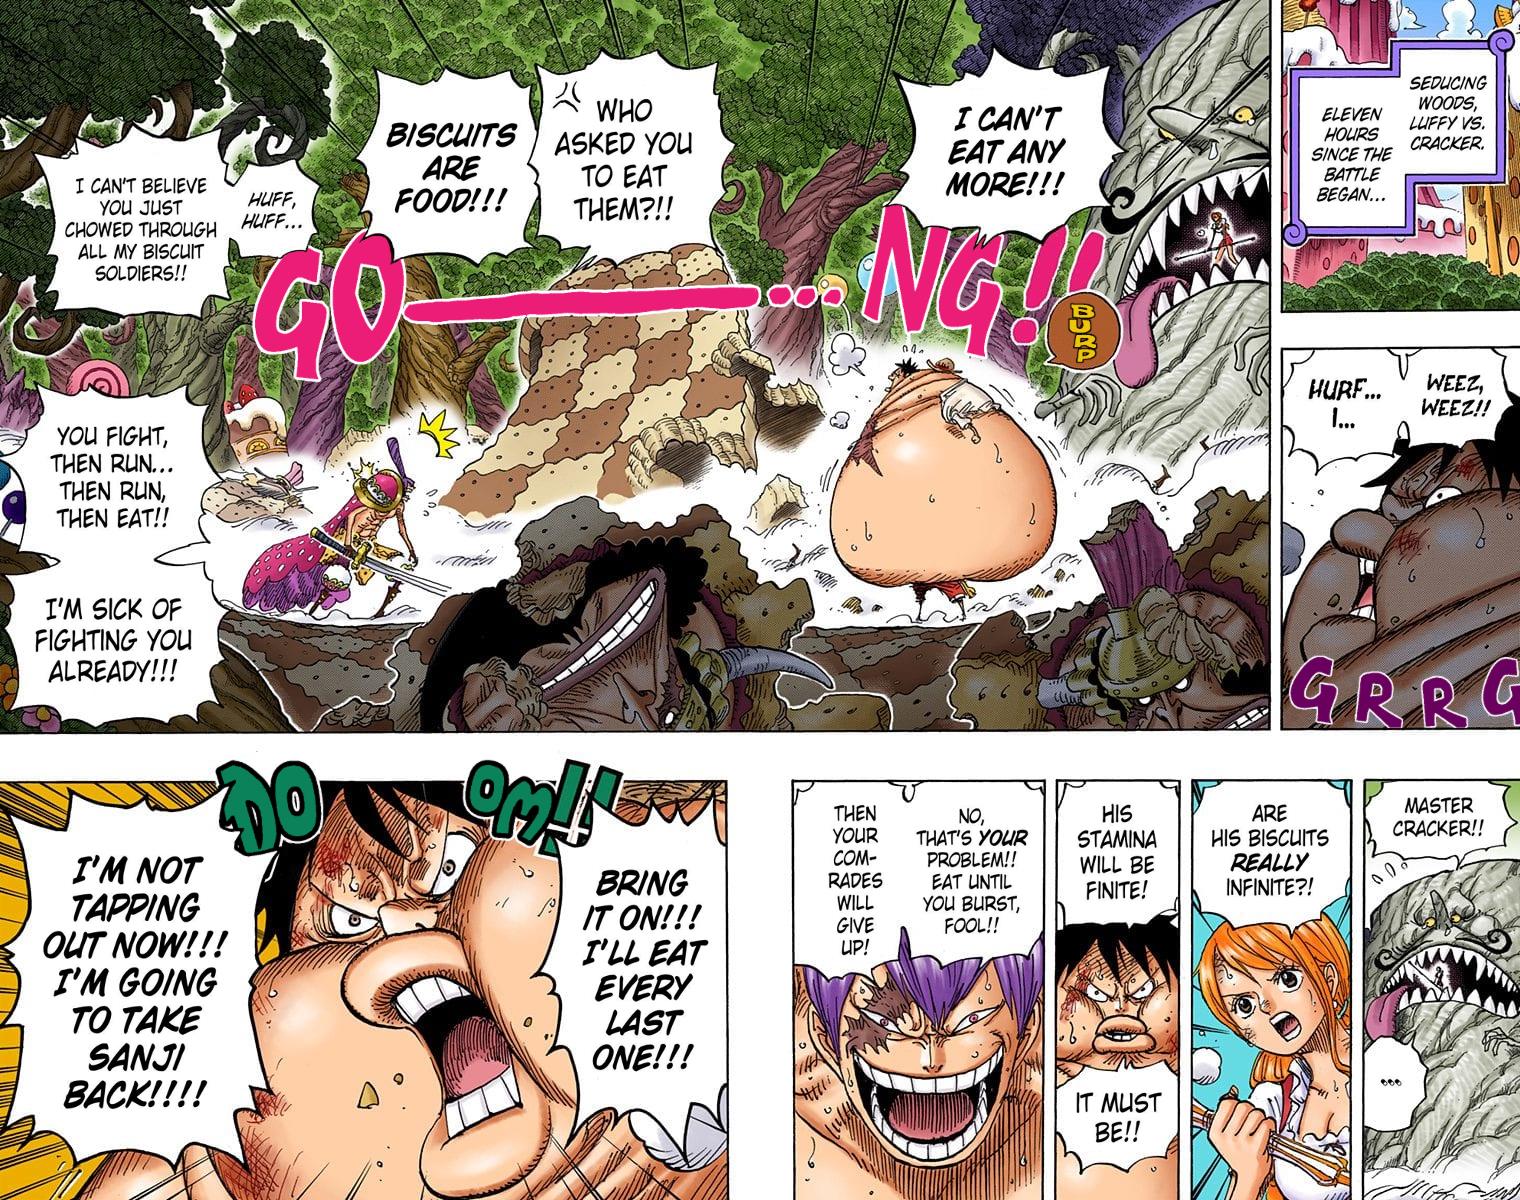 SEDUCING
WOODS,
LUFFY VS.
CRACKER.
ELEVEN
HOURS
SINCE THE
BATTLE
BEGAN...
WEEZ,
WEEZ!!
HURF...
I...
GRRG
I CAN'T
EAT ANY
MORE!!!
BURP
WHO
ASKED YOU
TO EAT
THEM?!!
BISCUITS
ARE
FOOD!!!
GO—...NG!!
HUFF,
HUFF...
I CAN'T BELIEVE
YOU JUST
CHOWED THROUGH
ALL MY BISCUIT
SOLDIERS!!
YOU FIGHT,
THEN RUN...
THEN RUN,
THEN EAT!!
I'M SICK OF
FIGHTING YOU
ALREADY!!!
MASTER
CRACKER!!
...
ARE
HIS BISCUITS
REALLY
INFINITE?!
HIS
STAMINA
WILL BE
FINITE!
IT MUST
BE!!
NO,
THAT'S YOUR
PROBLEM!!
EAT UNTIL
YOU BURST,
FOOL!!
THEN
YOUR
COM-
RADES
WILL
GIVE
UP!
BRING
IT ON!!!
I'LL EAT
EVERY
LAST
ONE!!!
DOOM!!
I'M NOT
TAPPING
OUT NOW!!!
I'M GOING
TO TAKE
SANJI
BACK!!!!